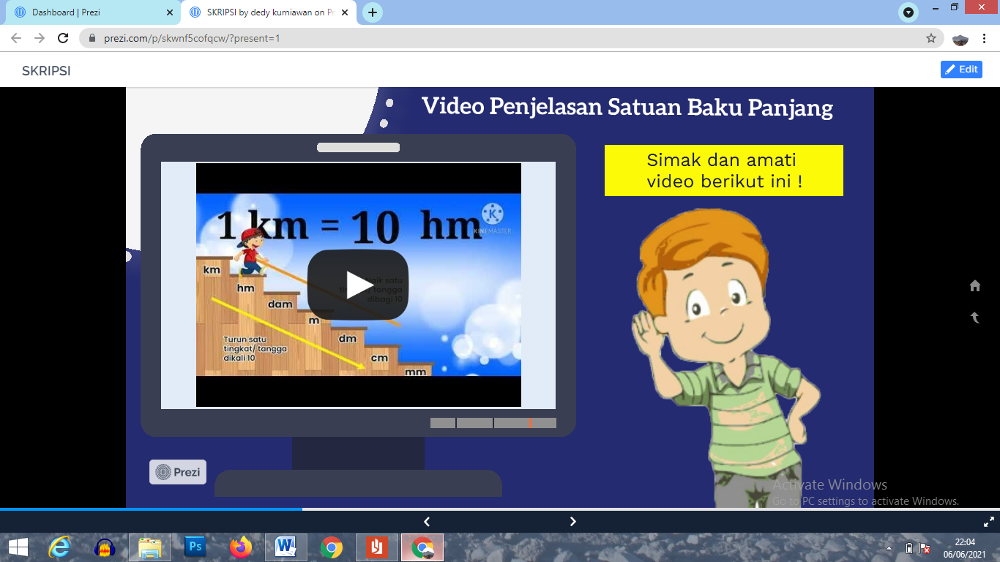 Dashboard | Prezi
SKRIPSI by dedy kurniawan on Pr
prezi.com/p/skwnf5cofqcw/?present=1
SKRIPSI
Edit
Video Penjelasan Satuan Baku Panjang
Simak dan amati
video berikut ini !
1 km = 10 hm
KINEMASTER
km
hm
dam
m
dm
cm
mm
Naik satu
tingkat/ tangga
dibagi 10
Turun satu
tingkat/ tangga
dikali 10
Prezi
Activate Windows
Go to PC settings to activate Windows.
Ps
22:04
06/06/2021